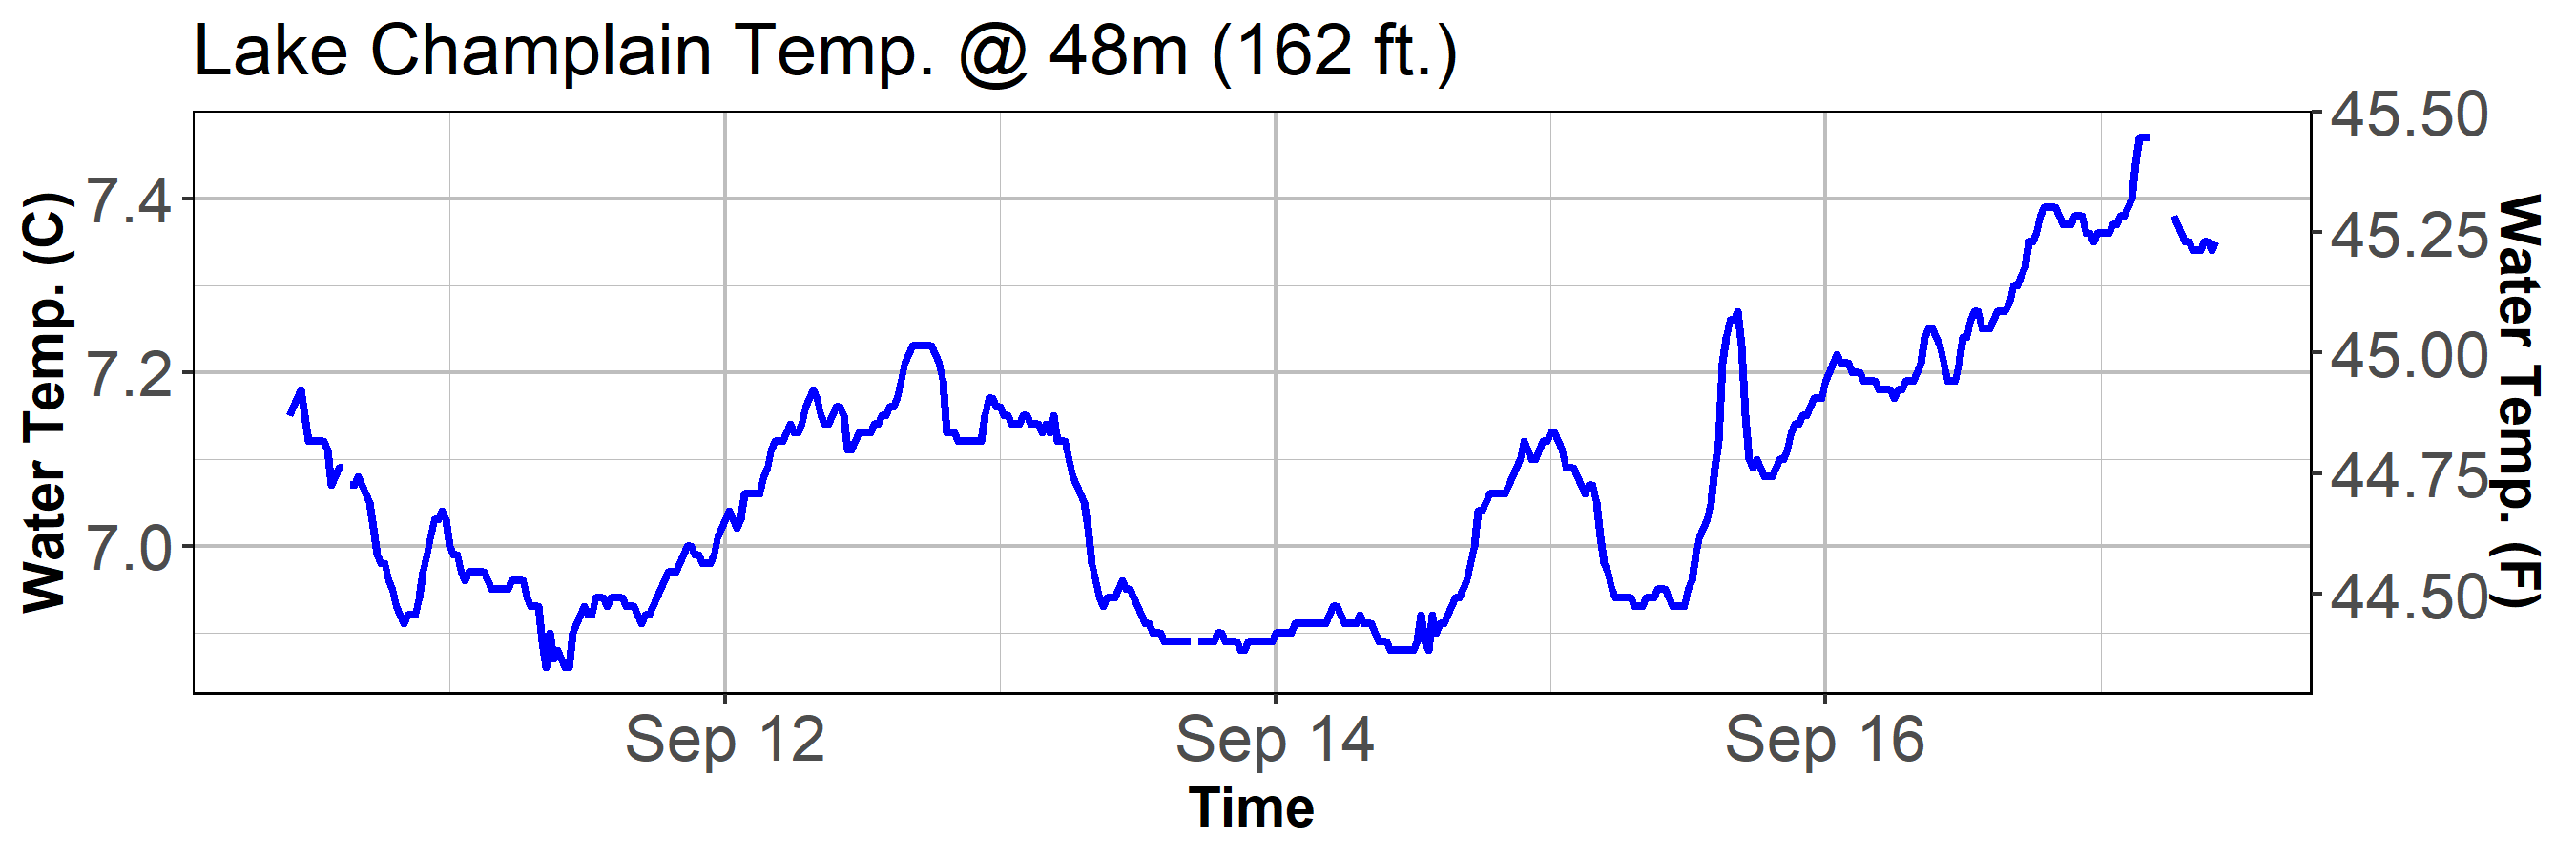 Lake Champlain Temp. @ 48m (162 ft.)
Water Temp. (C)
7.4
7.2
7.0
45.50
45.25
45.00
44.75
44.50
Water Temp. (F)
Sep 12
Sep 14
Sep 16
Time